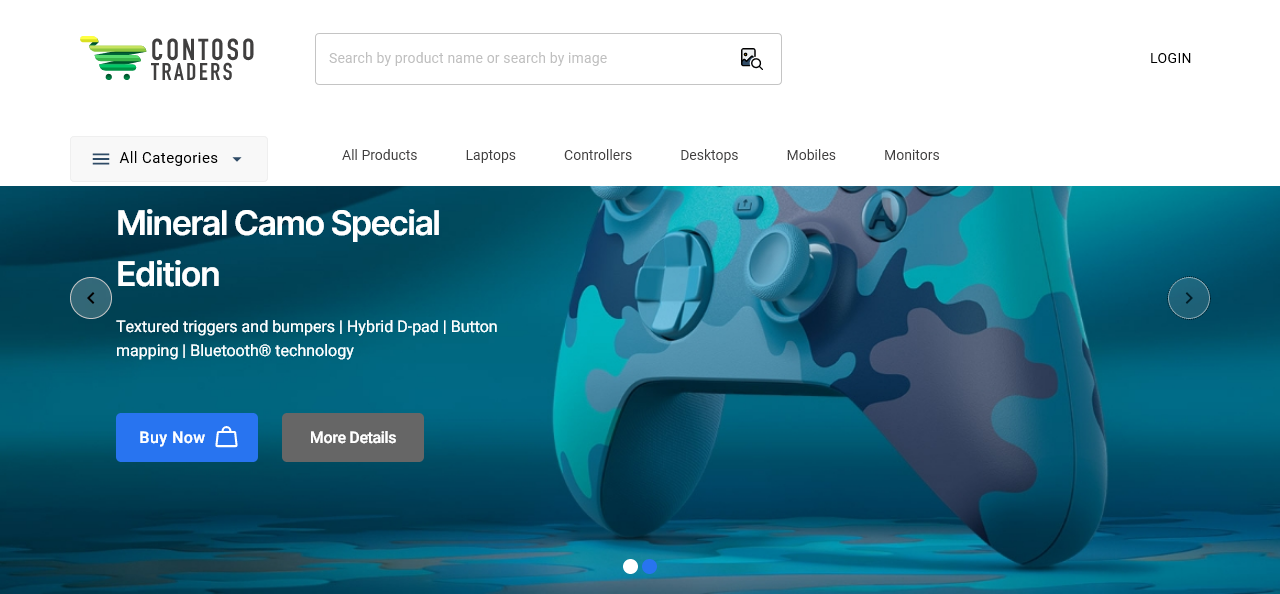 CONTOSO
TRADERS
Search by product name or search by image
LOGIN
All Categories
All Products
Laptops
Controllers
Desktops
Mobiles
Monitors
Mineral Camo Special
Edition
Textured triggers and bumpers | Hybrid D-pad | Button
mapping | Bluetooth® technology
Buy Now
More Details
A